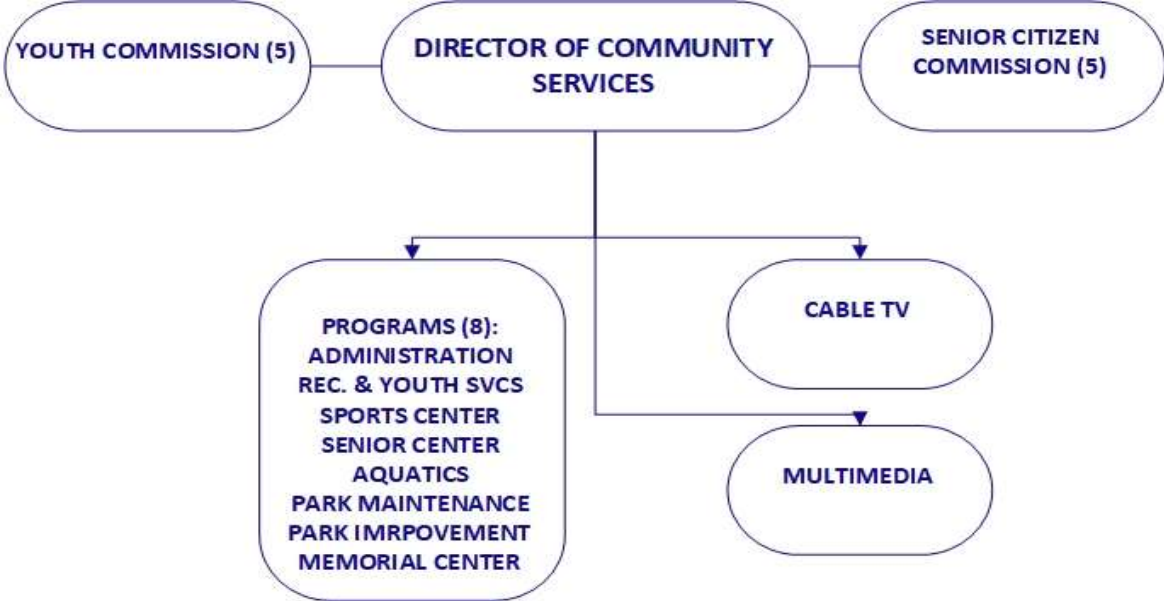 YOUTH COMMISSION (5)
DIRECTOR OF COMMUNITY
SERVICES
SENIOR CITIZEN
COMMISSION (5)
PROGRAMS (8):
ADMINISTRATION
REC. & YOUTH SVCS
SPORTS CENTER
SENIOR CENTER
AQUATICS
PARK MAINTENANCE
PARK IMRPOVEMENT
MEMORIAL CENTER
CABLE TV
MULTIMEDIA